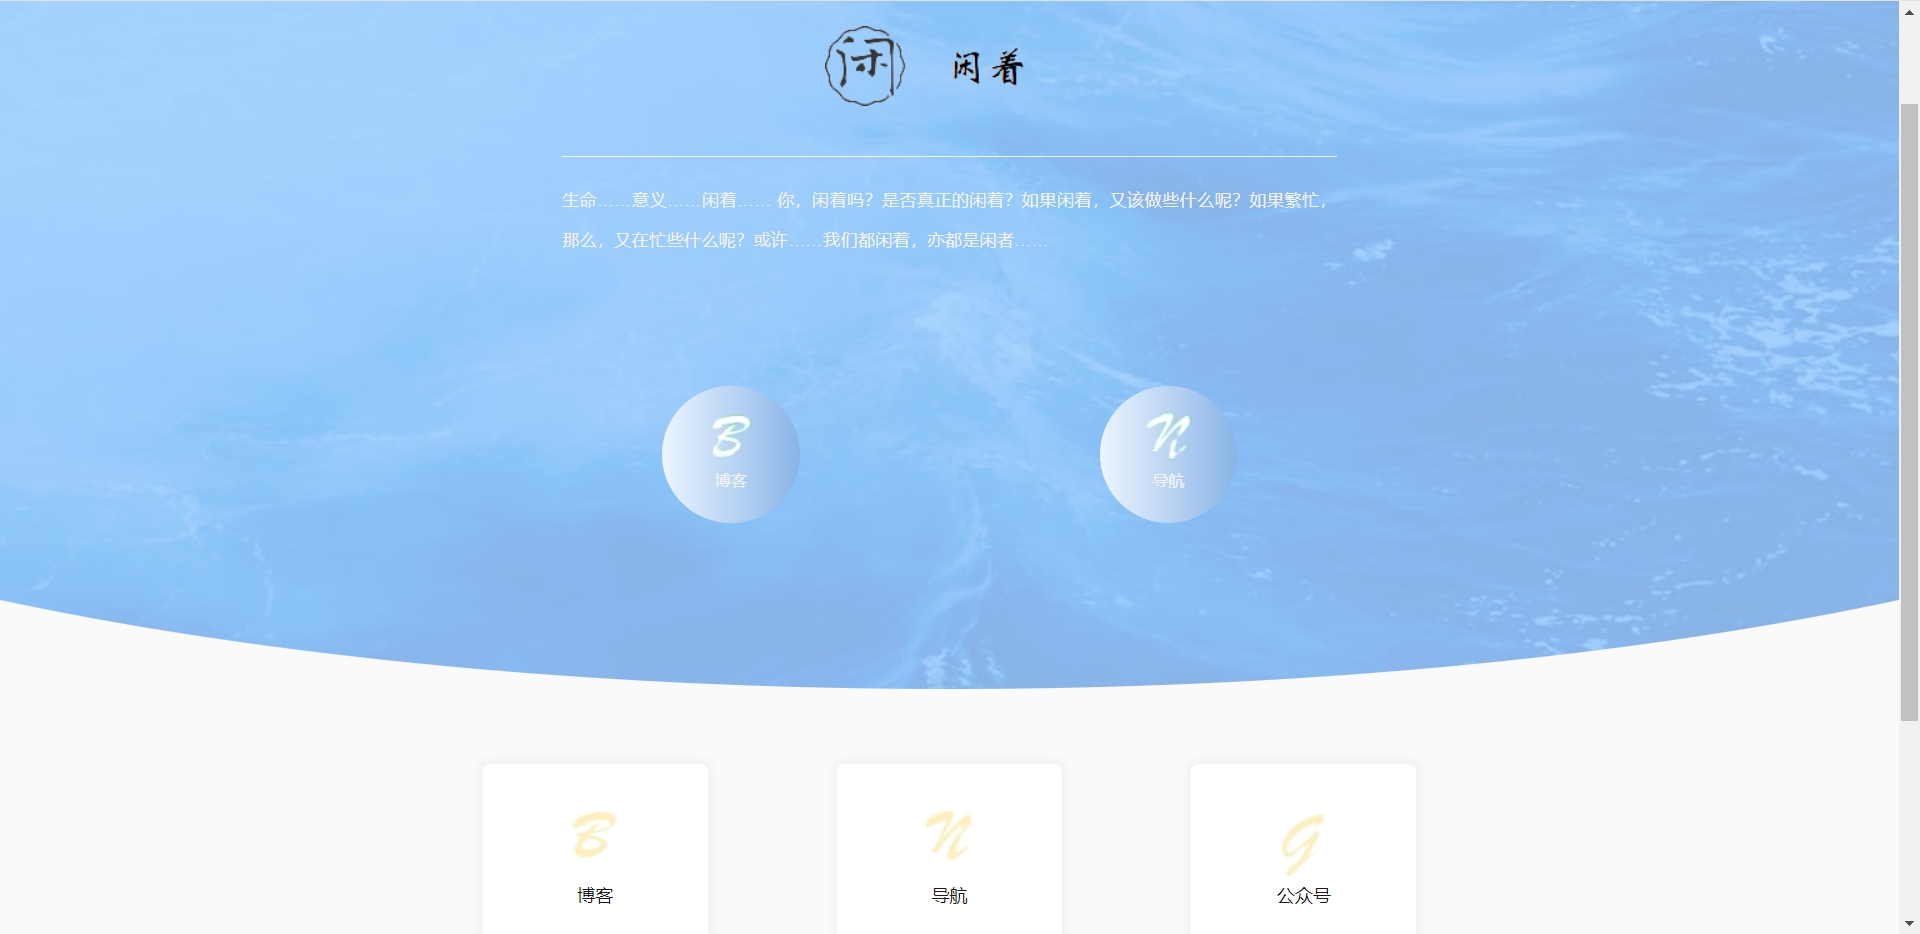 闲 闲着
生命……意义……闲着…… 你，闲着吗？是否真正的闲着？如果闲着，又该做些什么呢？如果繁忙，
那么，又在忙些什么呢？或许……我们都闲着，亦都是闲者……
B N
博客 导航
B N G
博客 导航 公众号